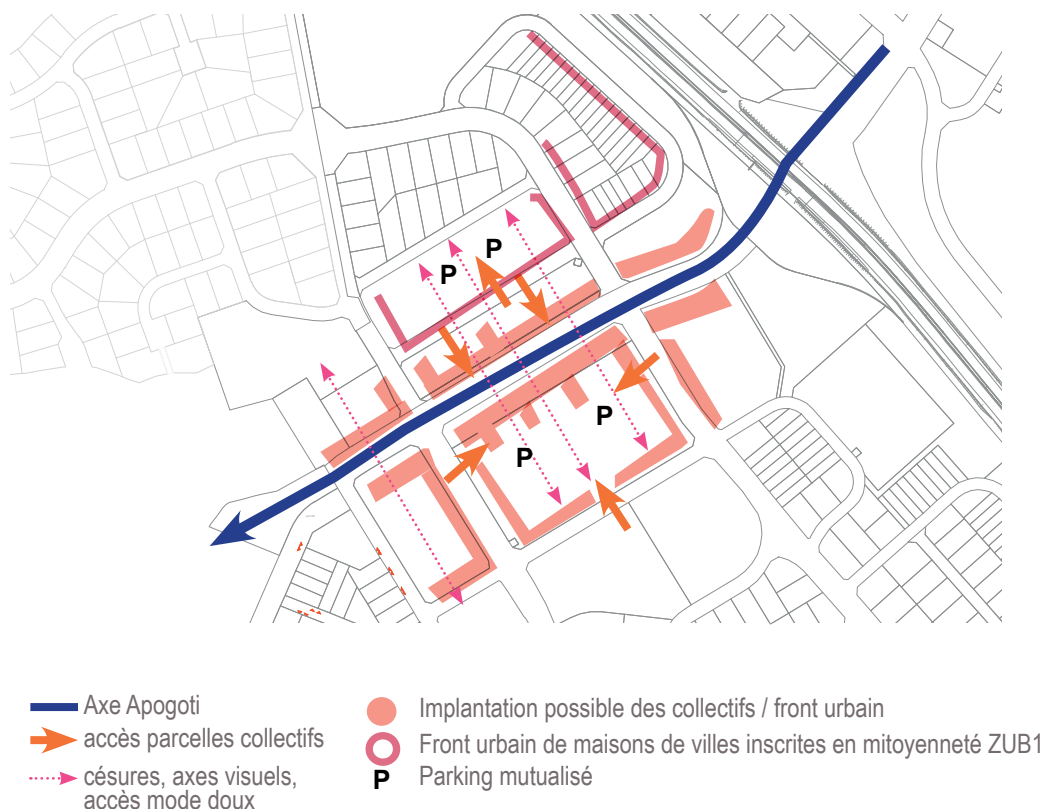 P
P
P
P
Axe Apogoti
accès parcelles collectifs
césures, axes visuels,
accès mode doux
Implantation possible des collectifs / front urbain
Front urbain de maisons de villes inscrites en mitoyenneté ZUB1
P Parking mutualisé